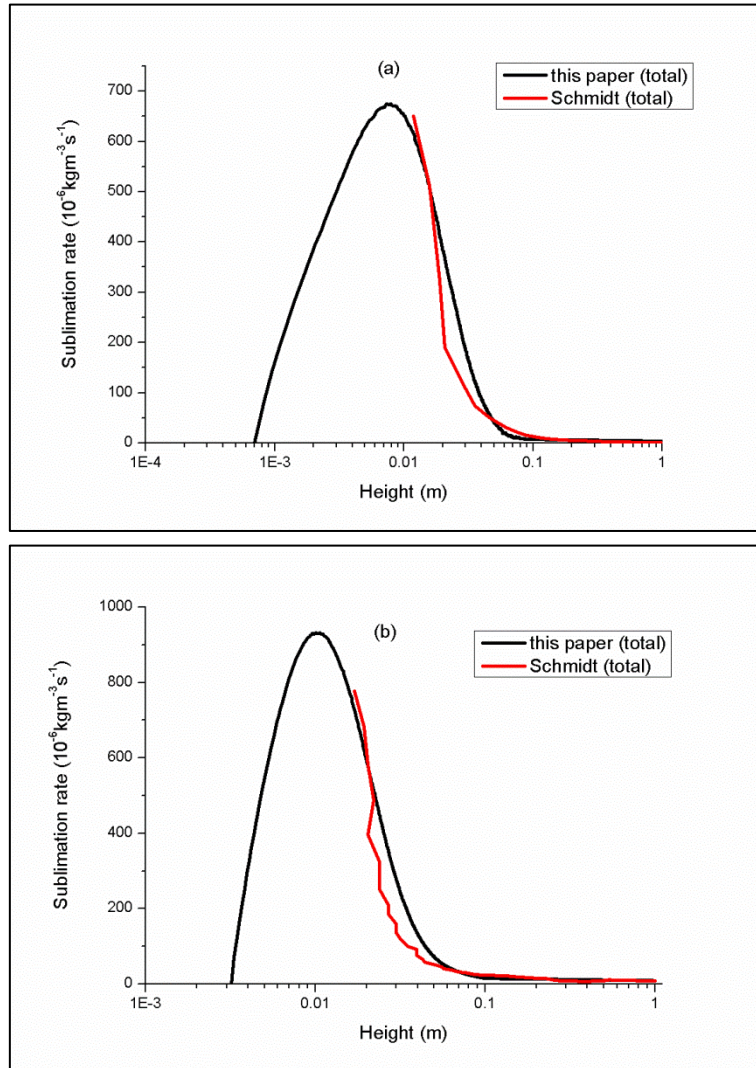 (a)
this paper (total)
Schmidt (total)
Sublimation rate (10⁻⁶kgm⁻³s⁻¹)
700
600
500
400
300
200
100
0
1E-4
1E-3
0.01
0.1
1
Height (m)
(b)
this paper (total)
Schmidt (total)
Sublimation rate (10⁻⁶kgm⁻³s⁻¹)
1000
800
600
400
200
0
1E-3
0.01
0.1
1
Height (m)